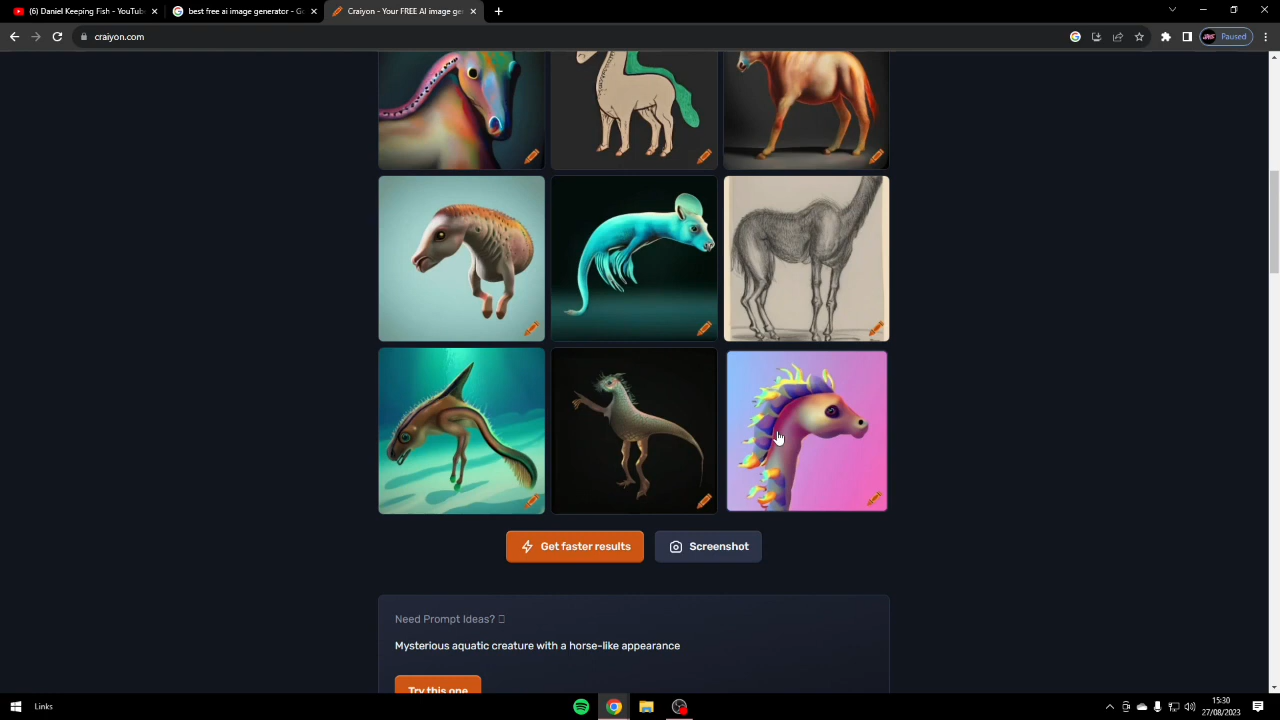 (6) Daniel Keeping Fish - YouTub
best free ai image generator - Go
Craiyon - Your FREE AI image ge
craiyon.com
Paused
Get faster results
Screenshot
Need Prompt Ideas?
Mysterious aquatic creature with a horse-like appearance
Try this one
Links
15:30
27/08/2023